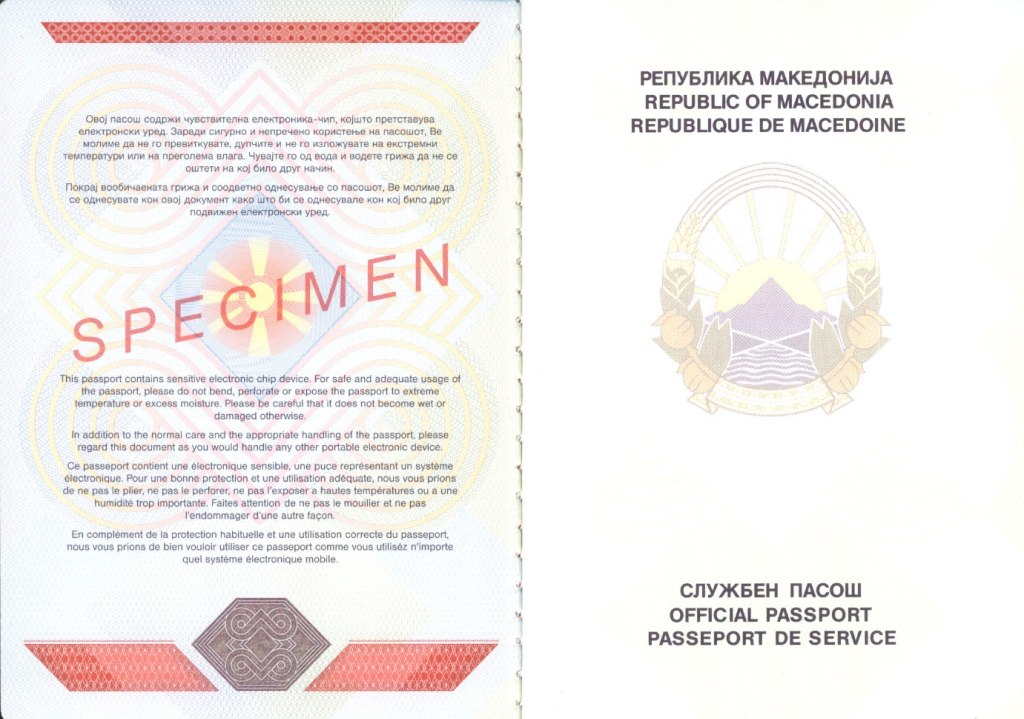 Овој пасош содржи чувствителна електроника-чип, којшто претставува
електронски уред. Заради сигурно и непречено користење на пасошот, Ве
молиме да не го превиткувате, дупчите и не го изложувате на екстремни
температури или на преголема влага. Чувајте го од вода и водете грижа да не се
оштети на кој било друг начин.
Покрај вообичаената грижа и соодветно однесување со пасошот, Ве молиме да
се однесувате кон овој документ како што би се однесувале кон кој било друг
подвижен електронски уред.
SPECIMEN
This passport contains sensitive electronic chip device. For safe and adequate usage of
the passport, please do not bend, perforate or expose the passport to extreme
temperature or excess moisture. Please be careful that it does not become wet or
damaged otherwise.
In addition to the normal care and the appropriate handling of the passport, please
regard this document as you would handle any other portable electronic device.
Ce passeport contient une électronique sensible, une puce représentant un système
électronique. Pour une bonne protection et une utilisation adéquate, nous vous prions
de ne pas le plier, ne pas le perforer, ne pas l'exposer a hautes températures ou a une
humidité trop importante. Faites attention de ne pas le mouiller et ne pas
l'endommager d'une autre façon.
En complément de la protection habituelle et une utilisation correcte du passeport,
nous vous prions de bien vouloir utiliser ce passeport comme vous utiliséz n'importe
quel système électronique mobile.
РЕПУБЛИКА МАКЕДОНИЈА
REPUBLIC OF MACEDONIA
REPUBLIQUE DE MACEDOINE
СЛУЖБЕН ПАСОШ
OFFICIAL PASSPORT
PASSEPORT DE SERVICE